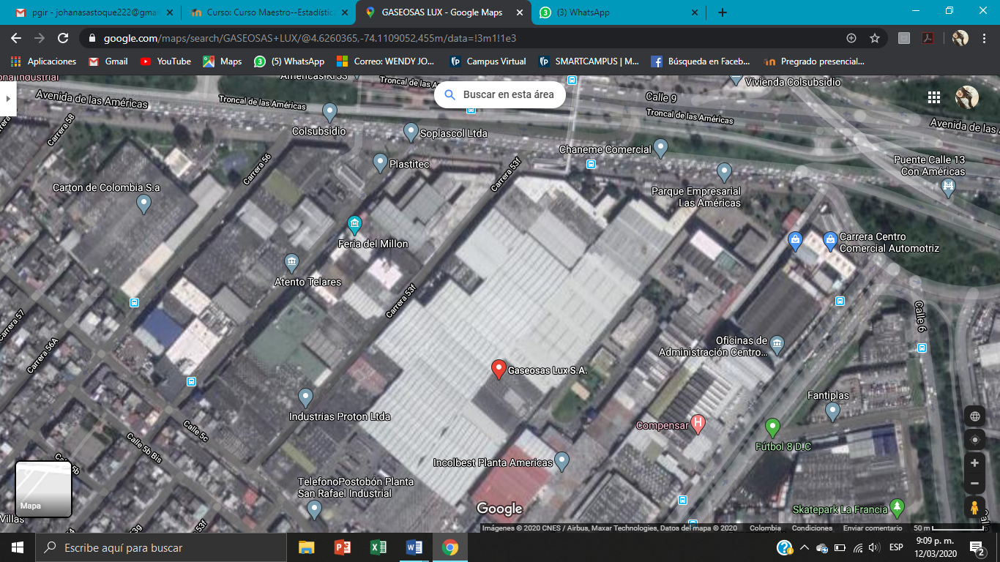 pgir - johanasastoque222@gma
Curso: Curso Maestro--Estadístic
GASEOSAS LUX - Google Maps
(3) WhatsApp
google.com/maps/search/GASEOSAS+LUX/@4.6260365,-74.1109052,455m/data=!3m1!1e3
Aplicaciones
Gmail
YouTube
Maps
(5) WhatsApp
Correo: WENDY JO...
Campus Virtual
SMARTCAMPUS | M...
Búsqueda en Faceb...
Pregrado presencial...
Industrial
Américas Kr53
Troncal de las A
Vivienda Colsubsidio
Avenida de las Américas
Troncal de las Américas
Buscar en esta área
Calle 9
Troncal de las Américas
Avenida de las A
Carrera 58
Colsubsidio
Soplascol Ltda
Chaneme Comercial
Carrera 56
Plastitec
Carrera 53f
Puente Calle 13
Con Américas
Carton de Colombia S.a
Parque Empresarial
Las Américas
Feria del Millon
Carrera Centro
Comercial Automotriz
Atento Telares
Carrera 53f
Calle 6
Carrera 57
Carrera 56A
Oficinas de
Administración Centro...
Gaseosas Lux S.A.
Fantiplas
Industrias Proton Ltda
Compensar
Calle 5c
Calle 5b Bis
Fútbol 8 D.C
Calle 5b
Incolbest Planta Americas
TelefonoPostobón Planta
San Rafael Industrial
Mapa
Google
Skatepark La Francia
Villas
53f
Imágenes © 2020 CNES / Airbus, Maxar Technologies, Datos del mapa © 2020
Colombia
Condiciones
Enviar comentario
50 m
Escribe aquí para buscar
ESP
9:09 p. m.
12/03/2020
2